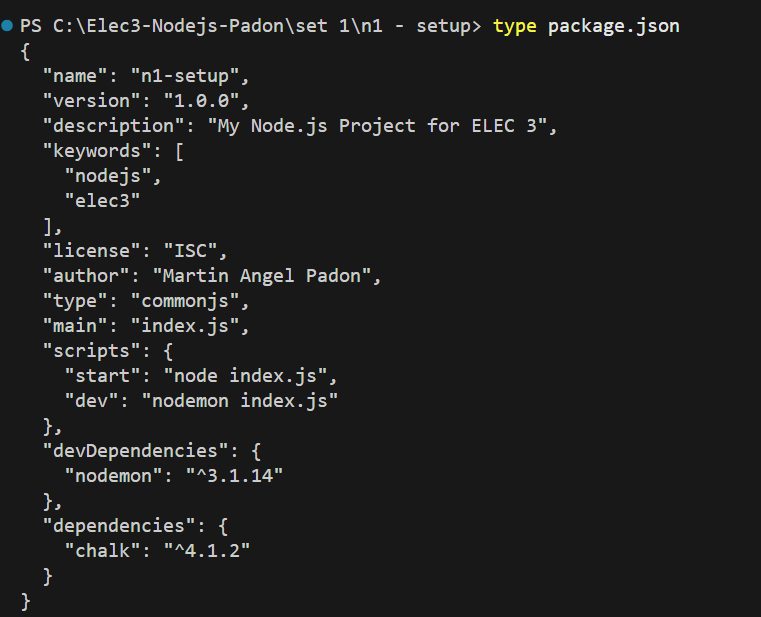 PS C:\Elec3-Nodejs-Padon\set 1\n1 - setup> type package.json
{
  "name": "n1-setup",
  "version": "1.0.0",
  "description": "My Node.js Project for ELEC 3",
  "keywords": [
    "nodejs",
    "elec3"
  ],
  "license": "ISC",
  "author": "Martin Angel Padon",
  "type": "commonjs",
  "main": "index.js",
  "scripts": {
    "start": "node index.js",
    "dev": "nodemon index.js"
  },
  "devDependencies": {
    "nodemon": "^3.1.14"
  },
  "dependencies": {
    "chalk": "^4.1.2"
  }
}